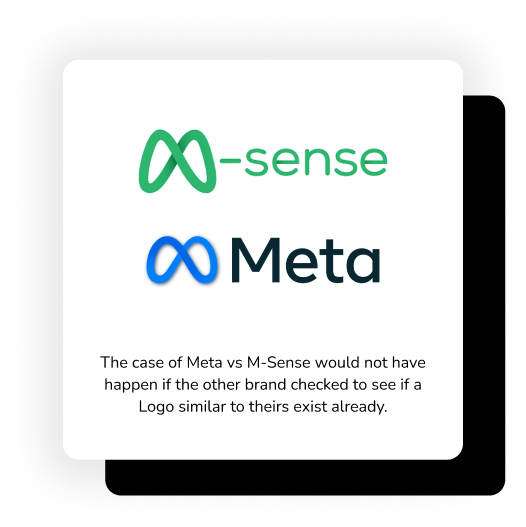 M-sense
Meta
The case of Meta vs M-Sense would not have
happen if the other brand checked to see if a
Logo similar to theirs exist already.